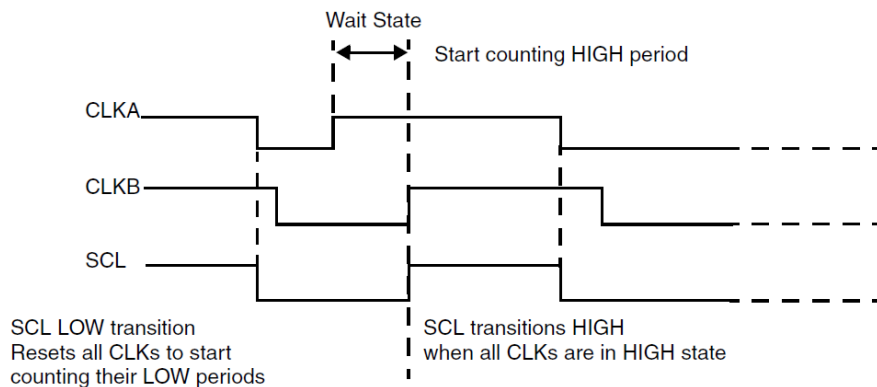 Wait State
Start counting HIGH period
CLKA
CLKB
SCL
SCL LOW transition
Resets all CLKs to start
counting their LOW periods
SCL transitions HIGH
when all CLKs are in HIGH state